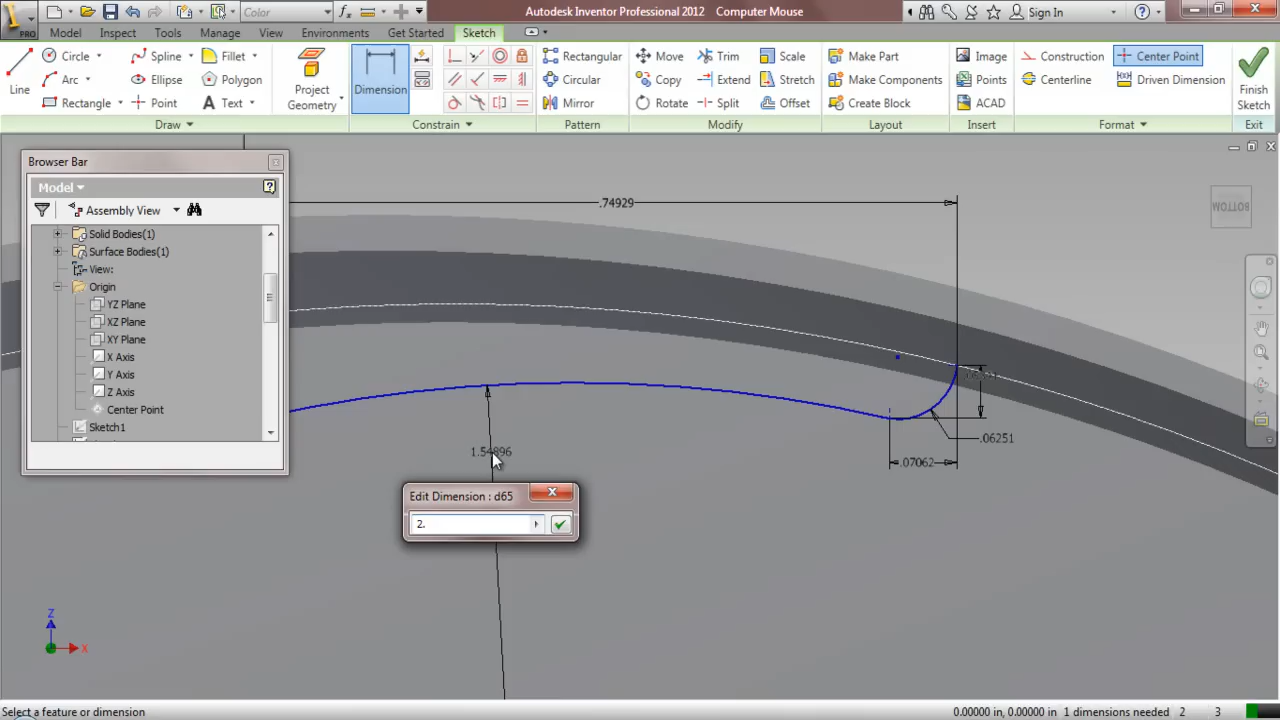 Color
Autodesk Inventor Professional 2012 Computer Mouse
Sign In
PRO
Model Inspect Tools Manage View Environments Get Started Sketch
Line
Circle
Arc
Rectangle
Spline
Ellipse
Point
Fillet
Polygon
Text
Project
Geometry
Dimension
Rectangular
Circular
Mirror
Move
Copy
Rotate
Trim
Extend
Split
Scale
Stretch
Offset
Make Part
Make Components
Create Block
Image
Points
ACAD
Construction
Centerline
Center Point
Driven Dimension
Finish
Sketch
Draw Constrain Pattern Modify Layout Insert Format Exit
Browser Bar
Model
Assembly View
Solid Bodies(1)
Surface Bodies(1)
View:
Origin
YZ Plane
XZ Plane
XY Plane
X Axis
Y Axis
Z Axis
Center Point
Sketch1
.74929
BOTTOM
.06251
.07062
Edit Dimension : d65
2.
Z
X
Select a feature or dimension
0.00000 in, 0.00000 in 1 dimensions needed 2 3